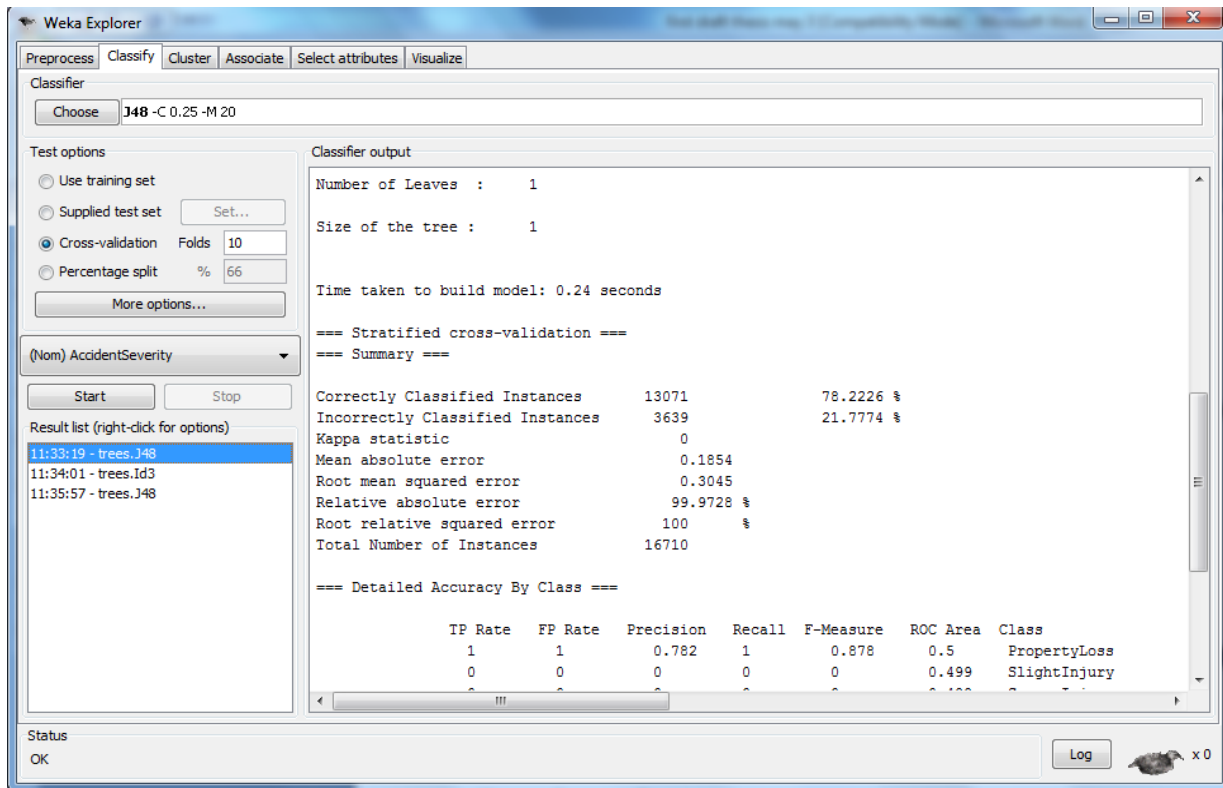 Weka Explorer
Preprocess Classify Cluster Associate Select attributes Visualize
Classifier
Choose J48 -C 0.25 -M 20
Test options
Use training set
Supplied test set Set...
Cross-validation Folds 10
Percentage split % 66
More options...
(Nom) AccidentSeverity
Start Stop
Result list (right-click for options)
11:33:19 - trees.J48
11:34:01 - trees.Id3
11:35:57 - trees.J48
Classifier output
Number of Leaves : 1
Size of the tree : 1
Time taken to build model: 0.24 seconds
=== Stratified cross-validation ===
=== Summary ===
Correctly Classified Instances 13071 78.2226 %
Incorrectly Classified Instances 3639 21.7774 %
Kappa statistic 0
Mean absolute error 0.1854
Root mean squared error 0.3045
Relative absolute error 99.9728 %
Root relative squared error 100 %
Total Number of Instances 16710
=== Detailed Accuracy By Class ===
TP Rate FP Rate Precision Recall F-Measure ROC Area Class
1 1 0.782 1 0.878 0.5 PropertyLoss
0 0 0 0 0 0.499 SlightInjury
Status
OK
Log x 0